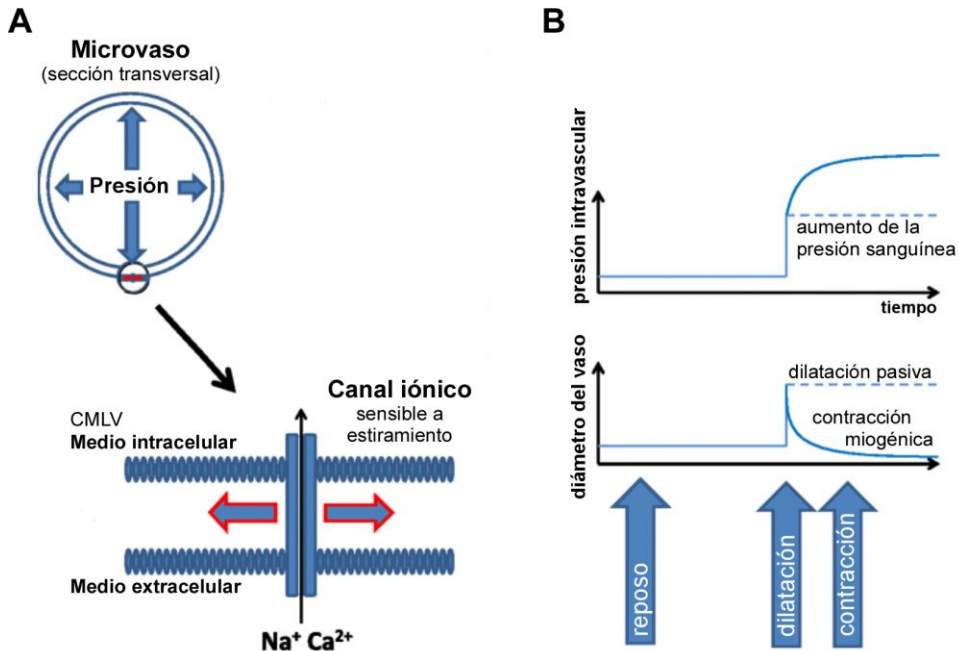 A
Microvaso
(sección transversal)
Presión
CMLV
Medio intracelular
Canal iónico
sensible a
estiramiento
Medio extracelular
Na⁺ Ca²⁺
B
presión intravascular
aumento de la
presión sanguínea
tiempo
diámetro del vaso
dilatación pasiva
contracción
miogénica
reposo
dilatación
contracción